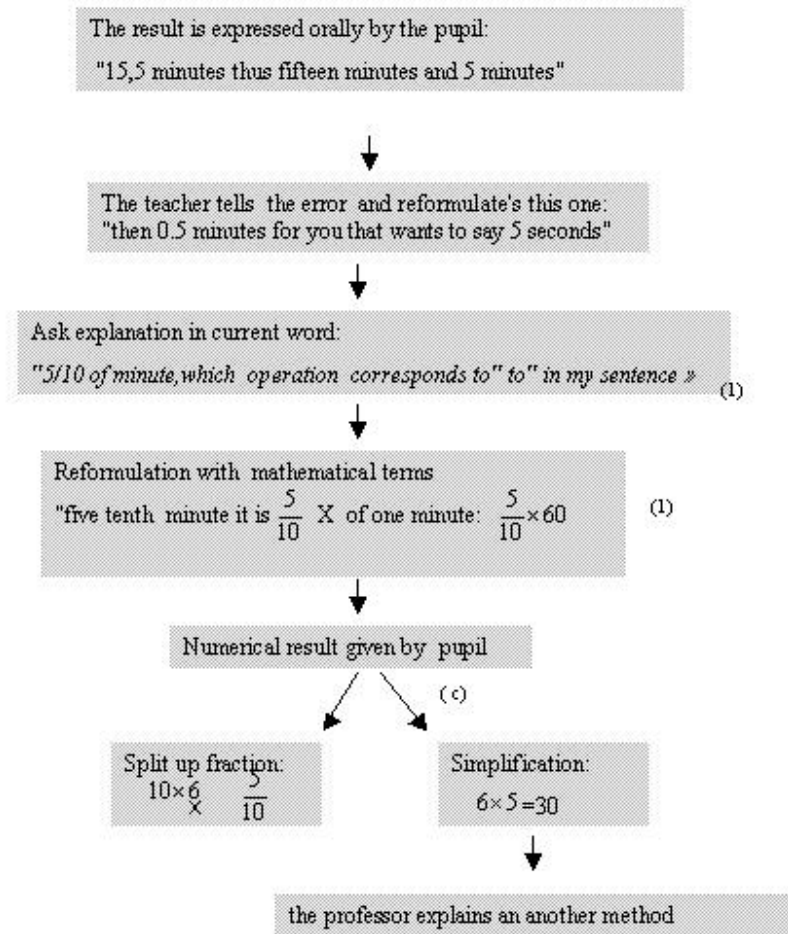 The result is expressed orally by the pupil:
"15,5 minutes thus fifteen minutes and 5 minutes"
The teacher tells the error and reformulate's this one:
"then 0.5 minutes for you that wants to say 5 seconds"
Ask explanation in current word:
"5/10 of minute,which operation corresponds to" to" in my sentence »
(1)
Reformulation with mathematical terms
"five tenth minute it is 5/10 X of one minute: 5/10 × 60
(1)
Numerical result given by pupil
(c)
Split up fraction:
10×6 X 5/10
Simplification:
6×5=30
the professor explains an another method